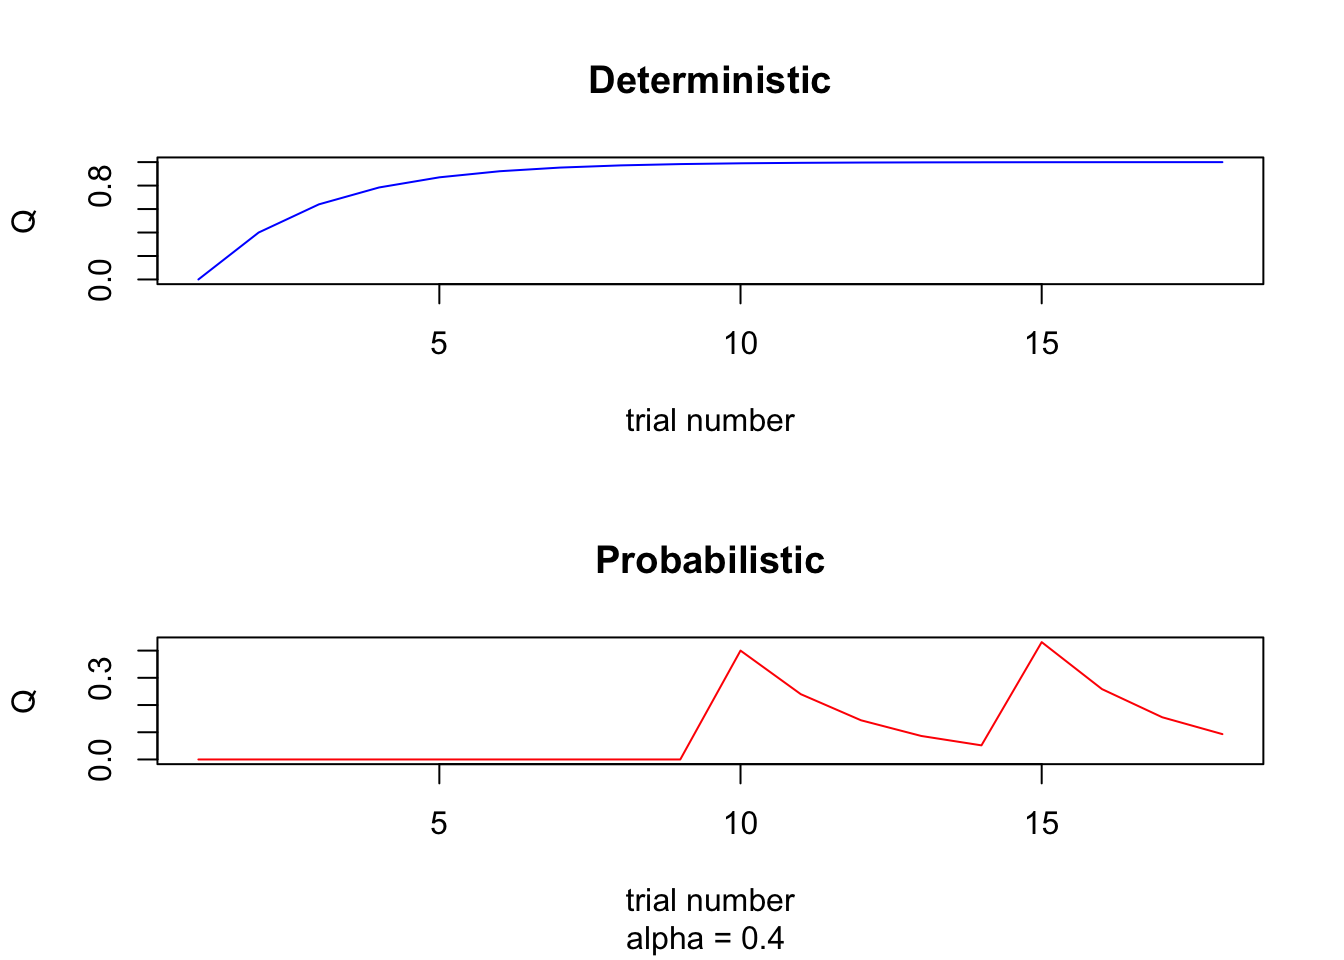 Deterministic
Q
0.8
0.0
5 10 15
trial number
Probabilistic
Q
0.3
0.0
5 10 15
trial number
alpha = 0.4